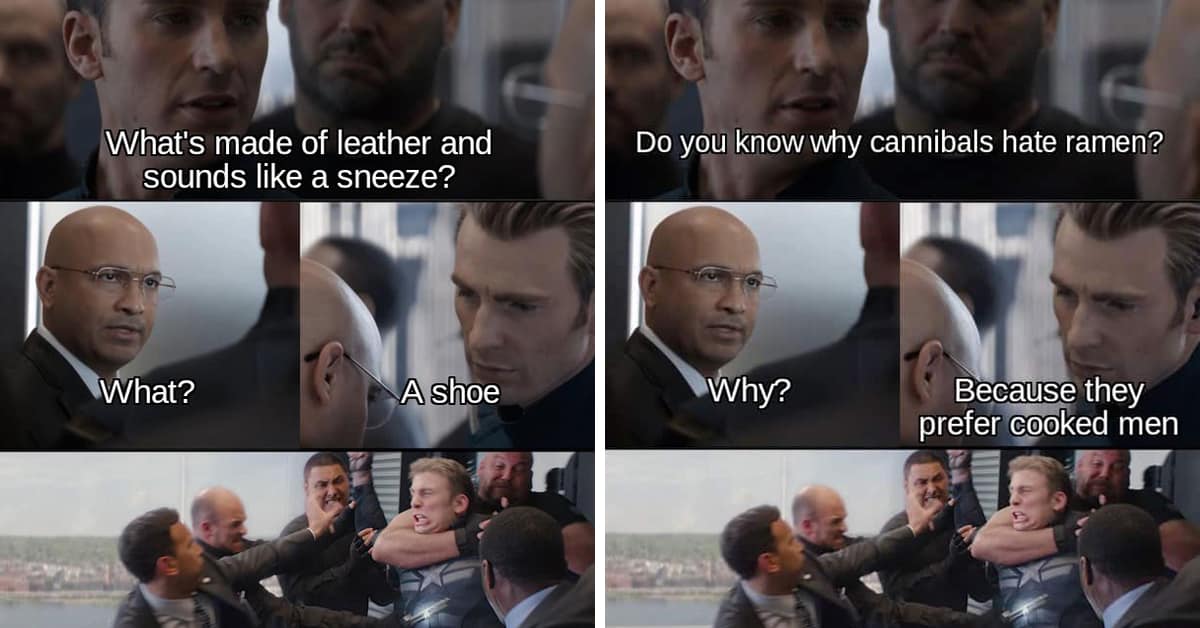 What's made of leather and
sounds like a sneeze?
What?
A shoe
Do you know why cannibals hate ramen?
Why?
Because they
prefer cooked men